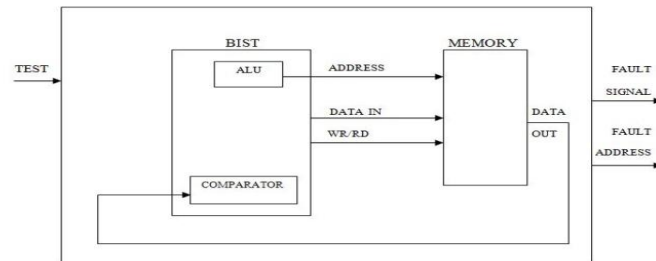 BIST
MEMORY
TEST
ALU
ADDRESS
FAULT
SIGNAL
DATA IN
DATA
WR/RD
OUT
FAULT
ADDRESS
COMPARATOR